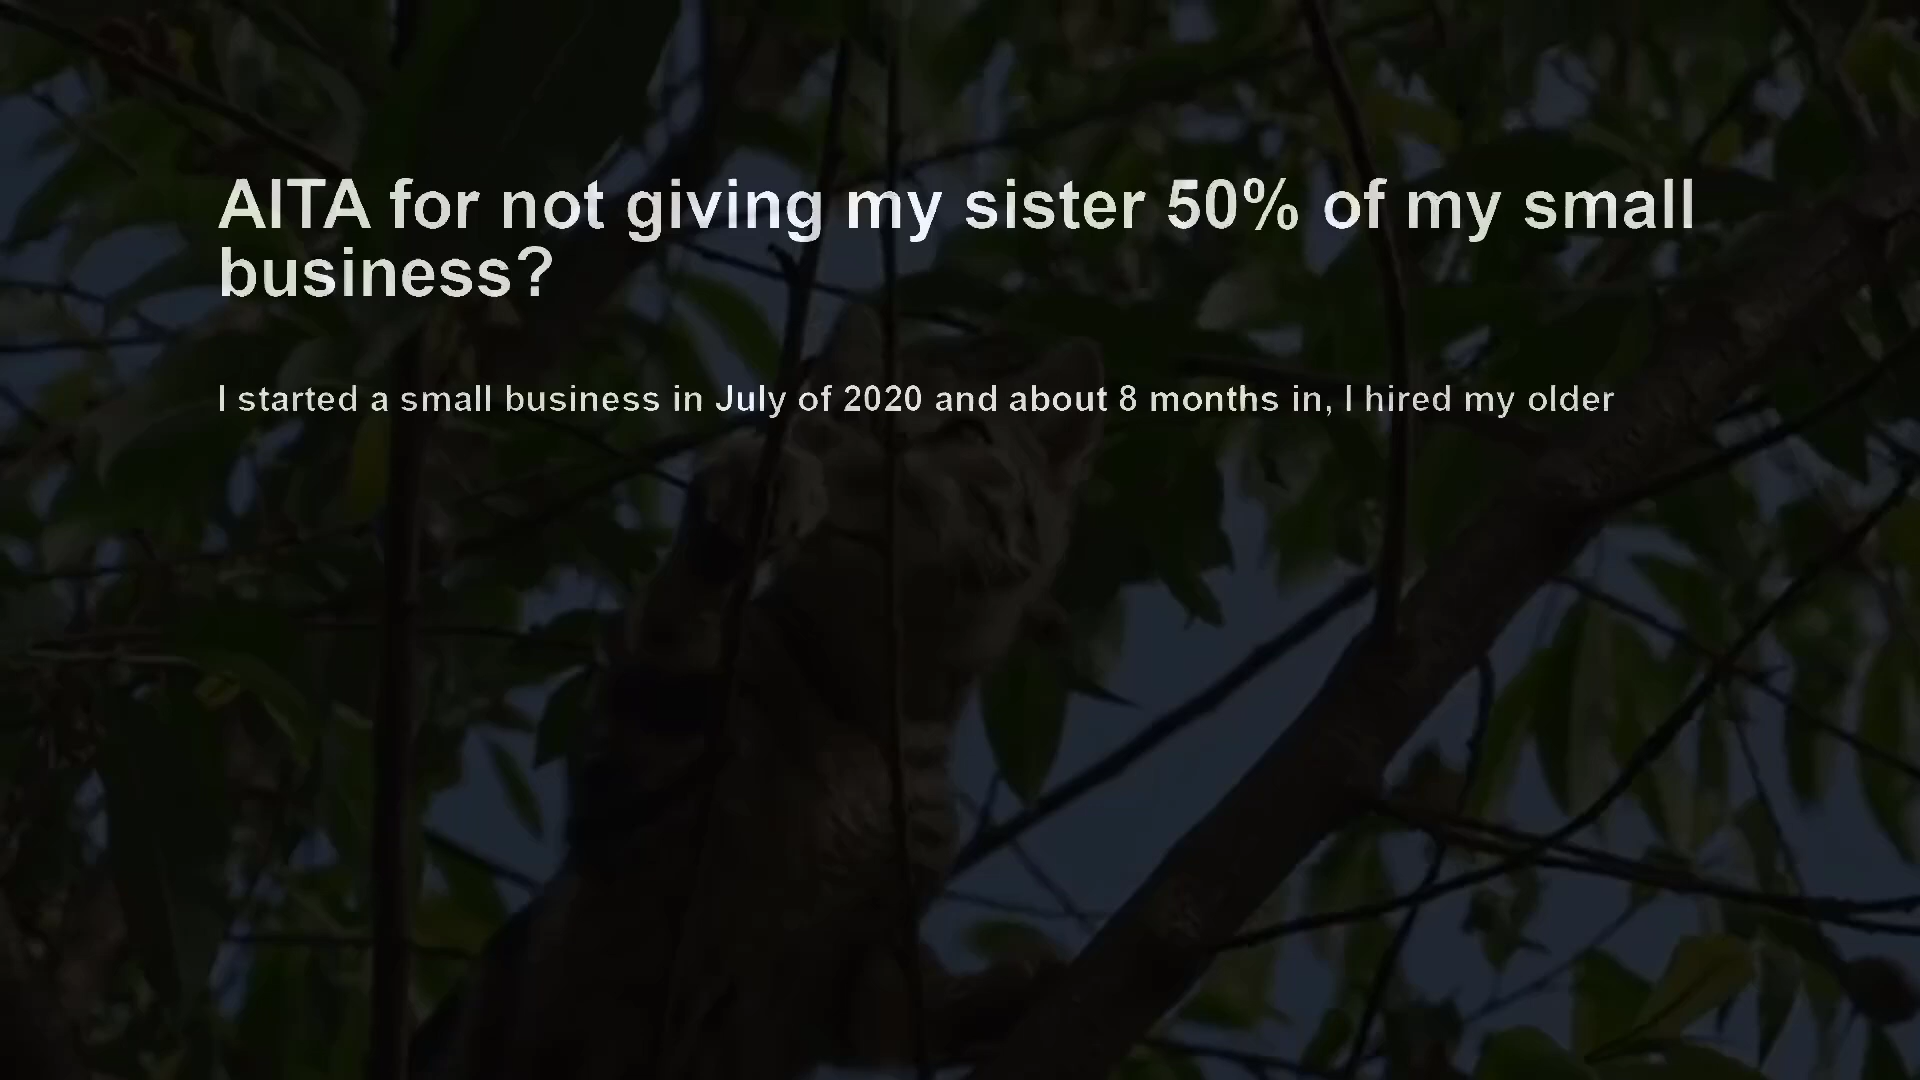 AITA for not giving my sister 50% of my small
business?
I started a small business in July of 2020 and about 8 months in, I hired my older